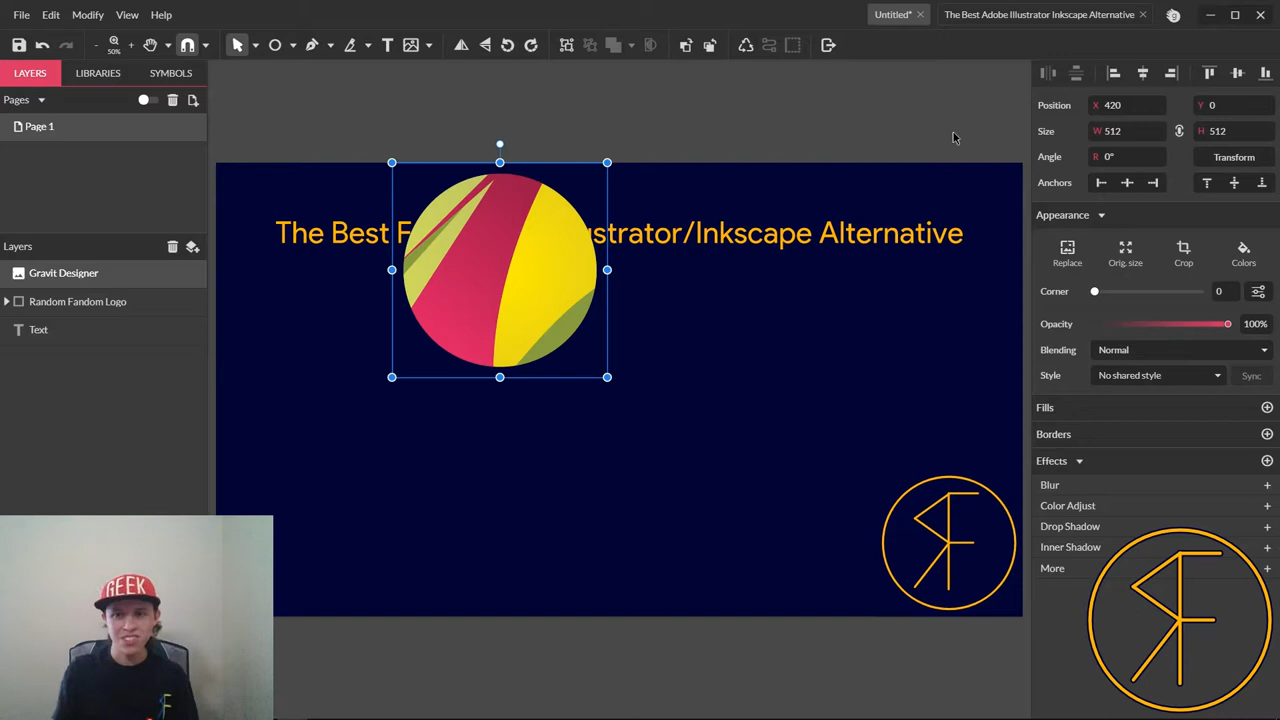 File Edit Modify View Help
Untitled* The Best Adobe Illustrator Inkscape Alternative
- 50% +
LAYERS LIBRARIES SYMBOLS
Pages
Page 1
Layers
Gravit Designer
Random Fandom Logo
Text
The Best F strator/Inkscape Alternative
GEEK
Position X 420 Y 0
Size W 512 H 512
Angle R 0° Transform
Anchors
Appearance
Replace Orig. size Crop Colors
Corner 0
Opacity 100%
Blending Normal
Style No shared style Sync
Fills
Borders
Effects
Blur +
Color Adjust +
Drop Shadow +
Inner Shadow +
More +